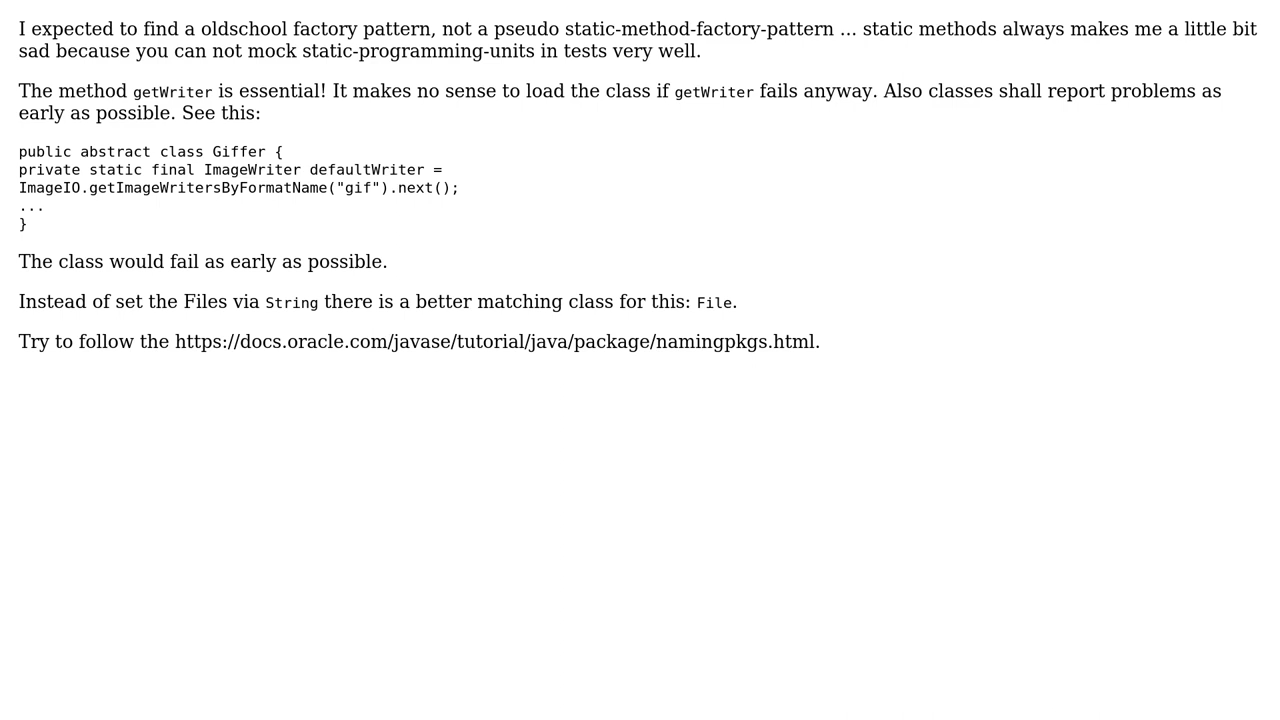 I expected to find a oldschool factory pattern, not a pseudo static-method-factory-pattern ... static methods always makes me a little bit
sad because you can not mock static-programming-units in tests very well.
The method getWriter is essential! It makes no sense to load the class if getWriter fails anyway. Also classes shall report problems as
early as possible. See this:
public abstract class Giffer {
private static final ImageWriter defaultWriter =
ImageIO.getImageWritersByFormatName("gif").next();
...
}
The class would fail as early as possible.
Instead of set the Files via String there is a better matching class for this: File.
Try to follow the https://docs.oracle.com/javase/tutorial/java/package/namingpkgs.html.